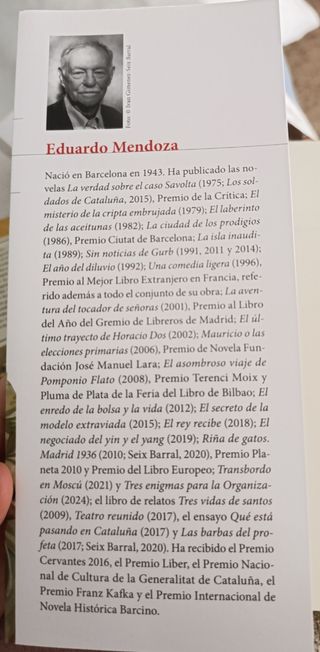 Foto: © Ivan Giménez Seix Barral
Eduardo Mendoza
Nació en Barcelona en 1943. Ha publicado las no-
velas La verdad sobre el caso Savolta (1975; Los sol-
dados de Cataluña, 2015), Premio de la Crítica; El
misterio de la cripta embrujada (1979); El laberinto
de las aceitunas (1982); La ciudad de los prodigios
(1986), Premio Ciutat de Barcelona; La isla inaudi-
ta (1989); Sin noticias de Gurb (1991, 2011 y 2014);
El año del diluvio (1992); Una comedia ligera (1996),
Premio al Mejor Libro Extranjero en Francia, refe-
rido además a todo el conjunto de su obra; La aven-
tura del tocador de señoras (2001), Premio al Libro
del Año del Gremio de Libreros de Madrid; El úl-
timo trayecto de Horacio Dos (2002); Mauricio o las
elecciones primarias (2006), Premio de Novela Fun-
dación José Manuel Lara; El asombroso viaje de
Pomponio Flato (2008), Premio Terenci Moix y
Pluma de Plata de la Feria del Libro de Bilbao; El
enredo de la bolsa y la vida (2012); El secreto de la
modelo extraviada (2015); El rey recibe (2018); El
negociado del yin y el yang (2019); Riña de gatos.
Madrid 1936 (2010; Seix Barral, 2020), Premio Pla-
neta 2010 y Premio del Libro Europeo; Transbordo
en Moscú (2021) y Tres enigmas para la Organiza-
ción (2024); el libro de relatos Tres vidas de santos
(2009), Teatro reunido (2017), el ensayo Qué está
pasando en Cataluña (2017) y Las barbas del pro-
feta (2017; Seix Barral, 2020). Ha recibido el Premio
Cervantes 2016, el Premio Liber, el Premio Nacio-
nal de Cultura de la Generalitat de Cataluña, el
Premio Franz Kafka y el Premio Internacional de
Novela Histórica Barcino.